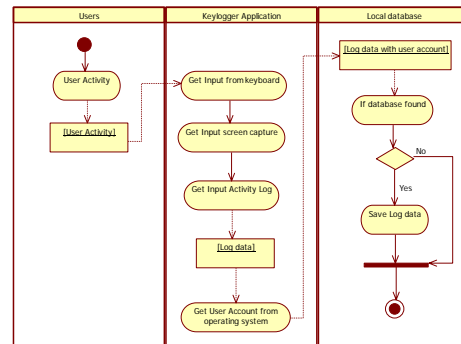 Users
Keylogger Application
Local database
User Activity
[User Activity]
Get Input from keyboard
Get Input screen capture
Get Input Activity Log
[Log data]
Get User Account from
operating system
[Log data with user account]
If database found
No
Yes
Save Log data